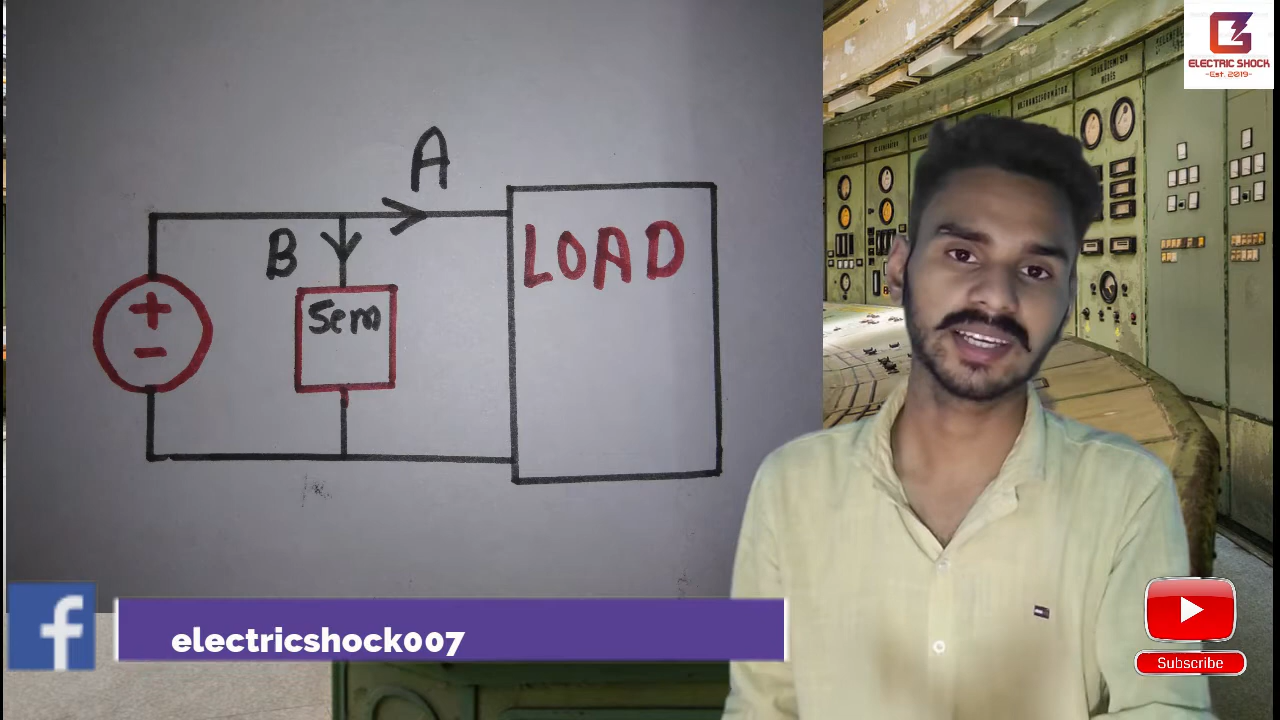 ELECTRIC SHOCK
-Est. 2019-
A
B
LOAD
Sem
electricshock007
Subscribe